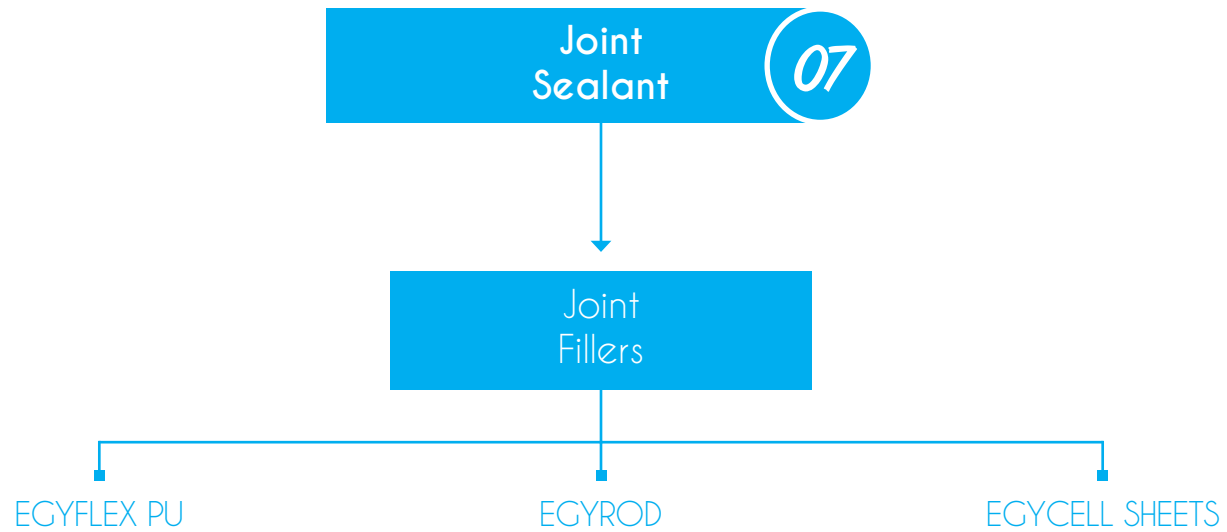 Joint
Sealant
07
Joint
Fillers
EGYFLEX PU
EGYROD
EGYCELL SHEETS